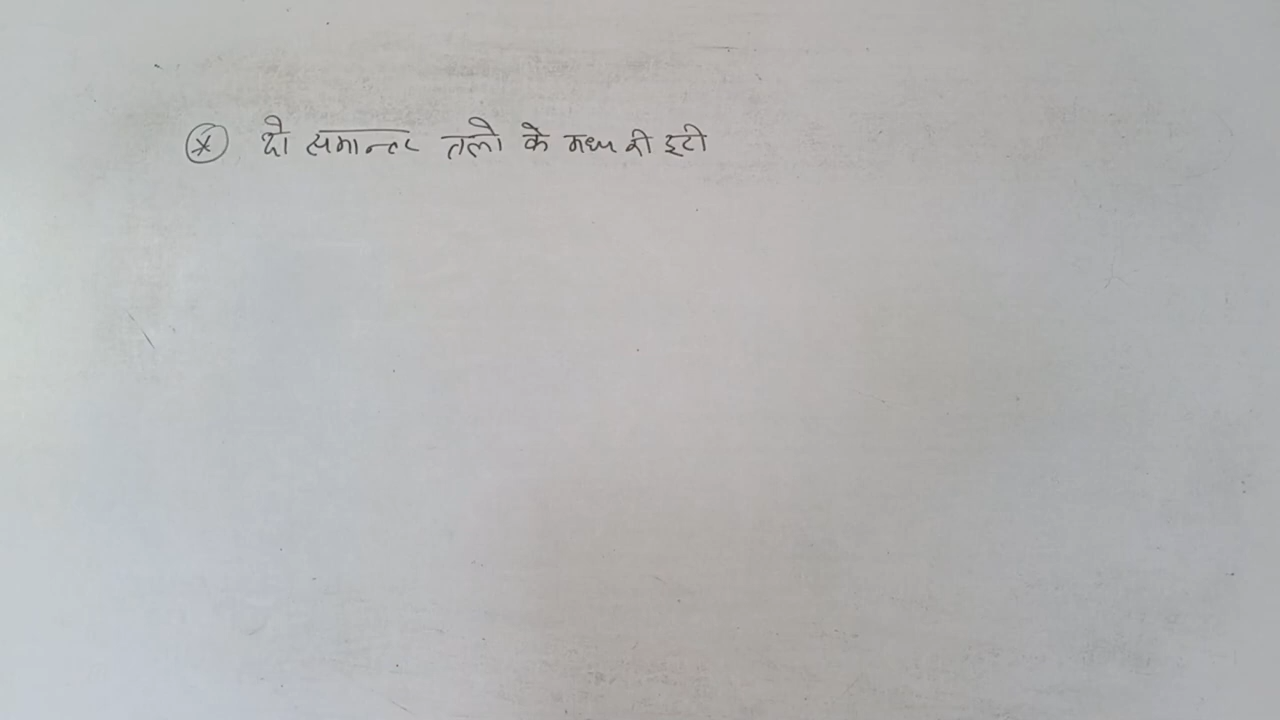 ⊛ दो समान्तर तलो के मध्य की दुटी